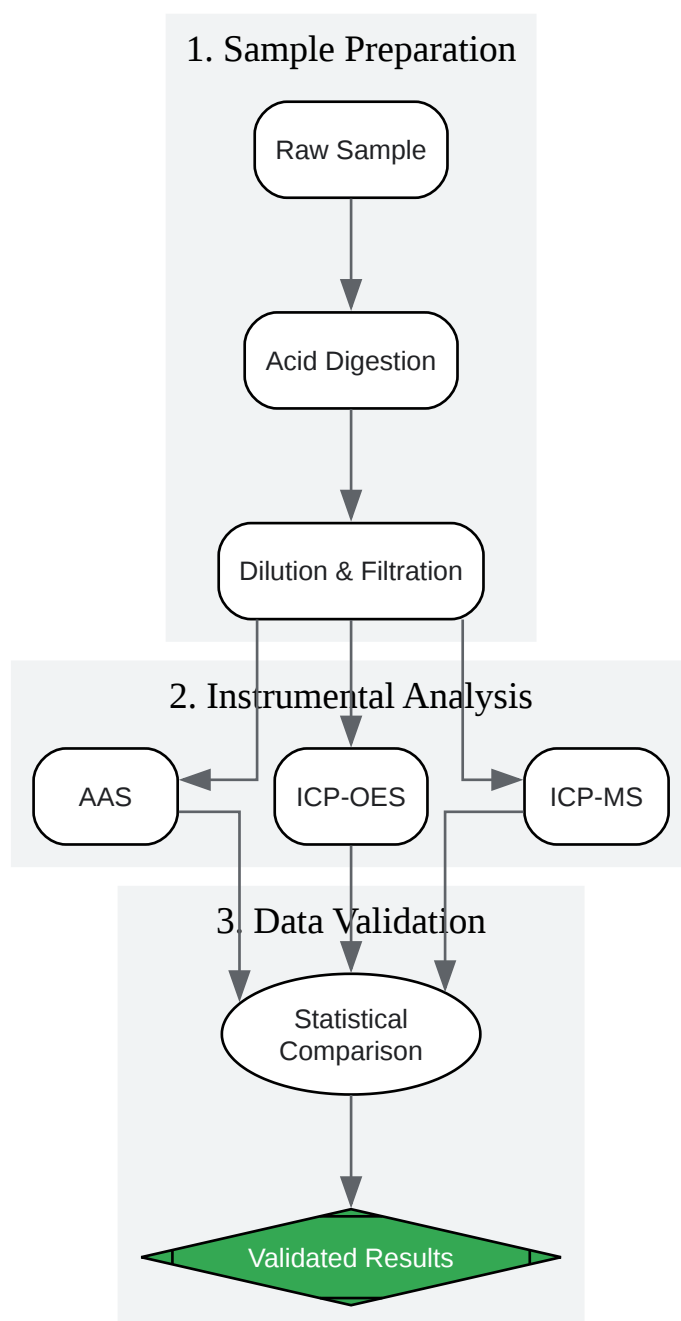 1. Sample Preparation
Raw Sample
Acid Digestion
Dilution & Filtration
2. Instrumental Analysis
AAS
ICP-OES
ICP-MS
3. Data Validation
Statistical
Comparison
Validated Results